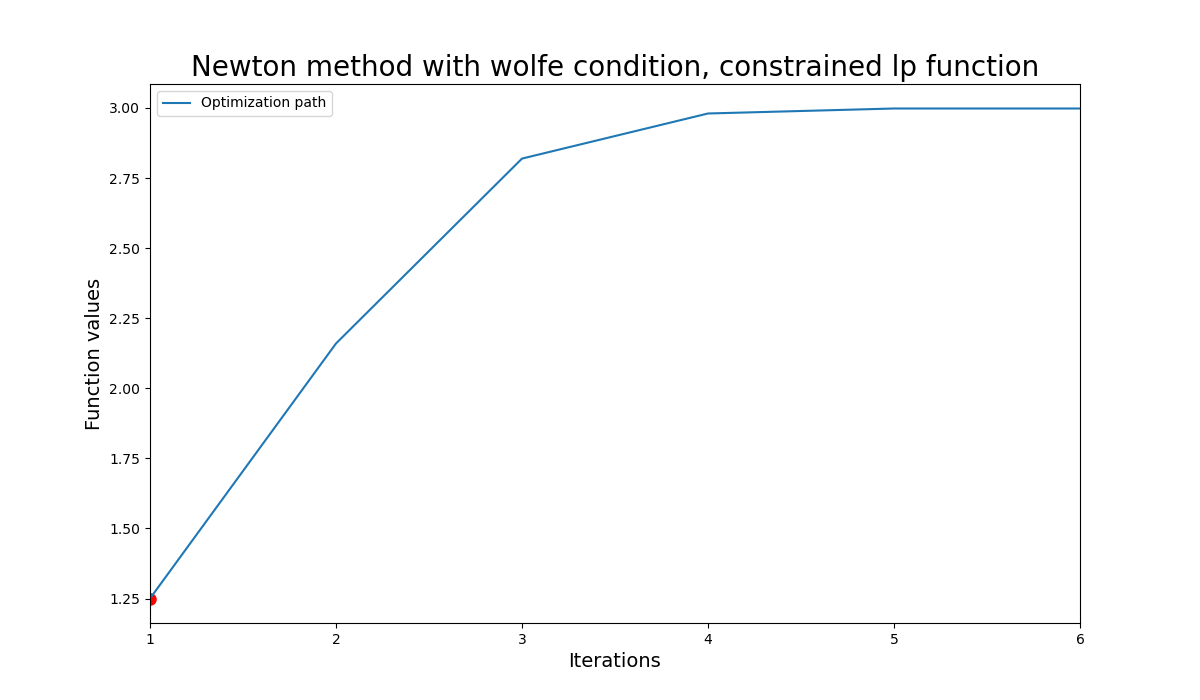 Newton method with wolfe condition, constrained lp function
Optimization path
3.00
2.75
2.50
2.25
2.00
1.75
1.50
1.25
Function values
1 2 3 4 5 6
Iterations